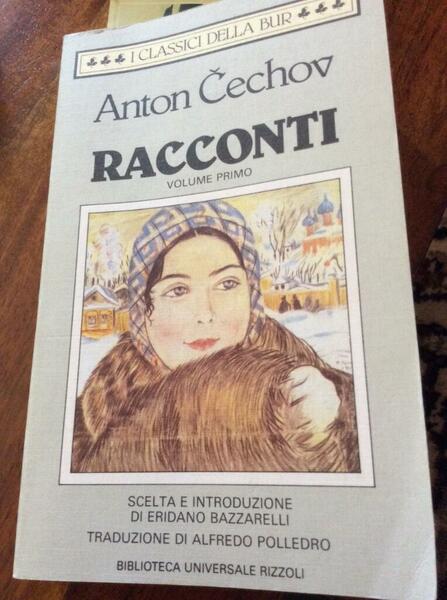 I CLASSICI DELLA BUR
Anton Čechov
RACCONTI
VOLUME PRIMO
SCELTA E INTRODUZIONE
DI ERIDANO BAZZARELLI
TRADUZIONE DI ALFREDO POLLEDRO
BIBLIOTECA UNIVERSALE RIZZOLI